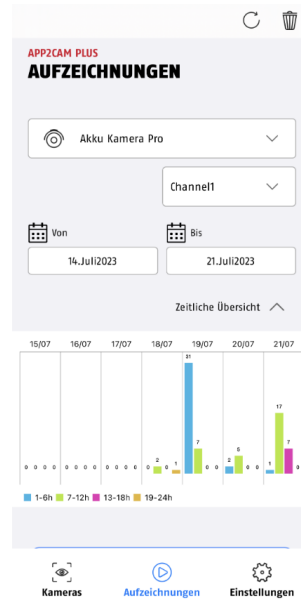 APP2CAM PLUS
AUFZEICHNUNGEN
Akku Kamera Pro
Channel1
Von
Bis
14.Juli2023
21.Juli2023
Zeitliche Übersicht
15/07 16/07 17/07 18/07 19/07 20/07 21/07
31
17
7 7
5
2 2
1 1
0 0 0 0 0 0 0 0 0 0 0 0 0 0 0 0 0 0 0
1-6h 7-12h 13-18h 19-24h
Kameras Aufzeichnungen Einstellungen